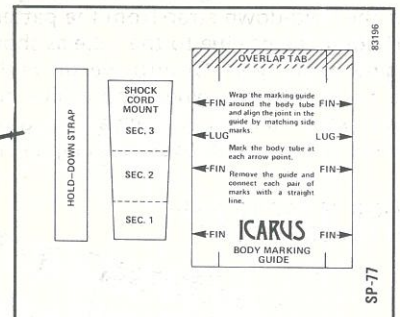 83196
OVERLAP TAB
Wrap the marking guide
around the body tube
and align the joint in the
guide by matching side
marks.
Mark the body tube at
each arrow point.
Remove the guide and
connect each pair of
marks with a straight
line.
FIN FIN
LUG LUG
FIN FIN
FIN FIN
ICARUS
BODY MARKING
GUIDE
SHOCK
CORD
MOUNT
SEC. 3
SEC. 2
SEC. 1
HOLD–DOWN STRAP
SP-77